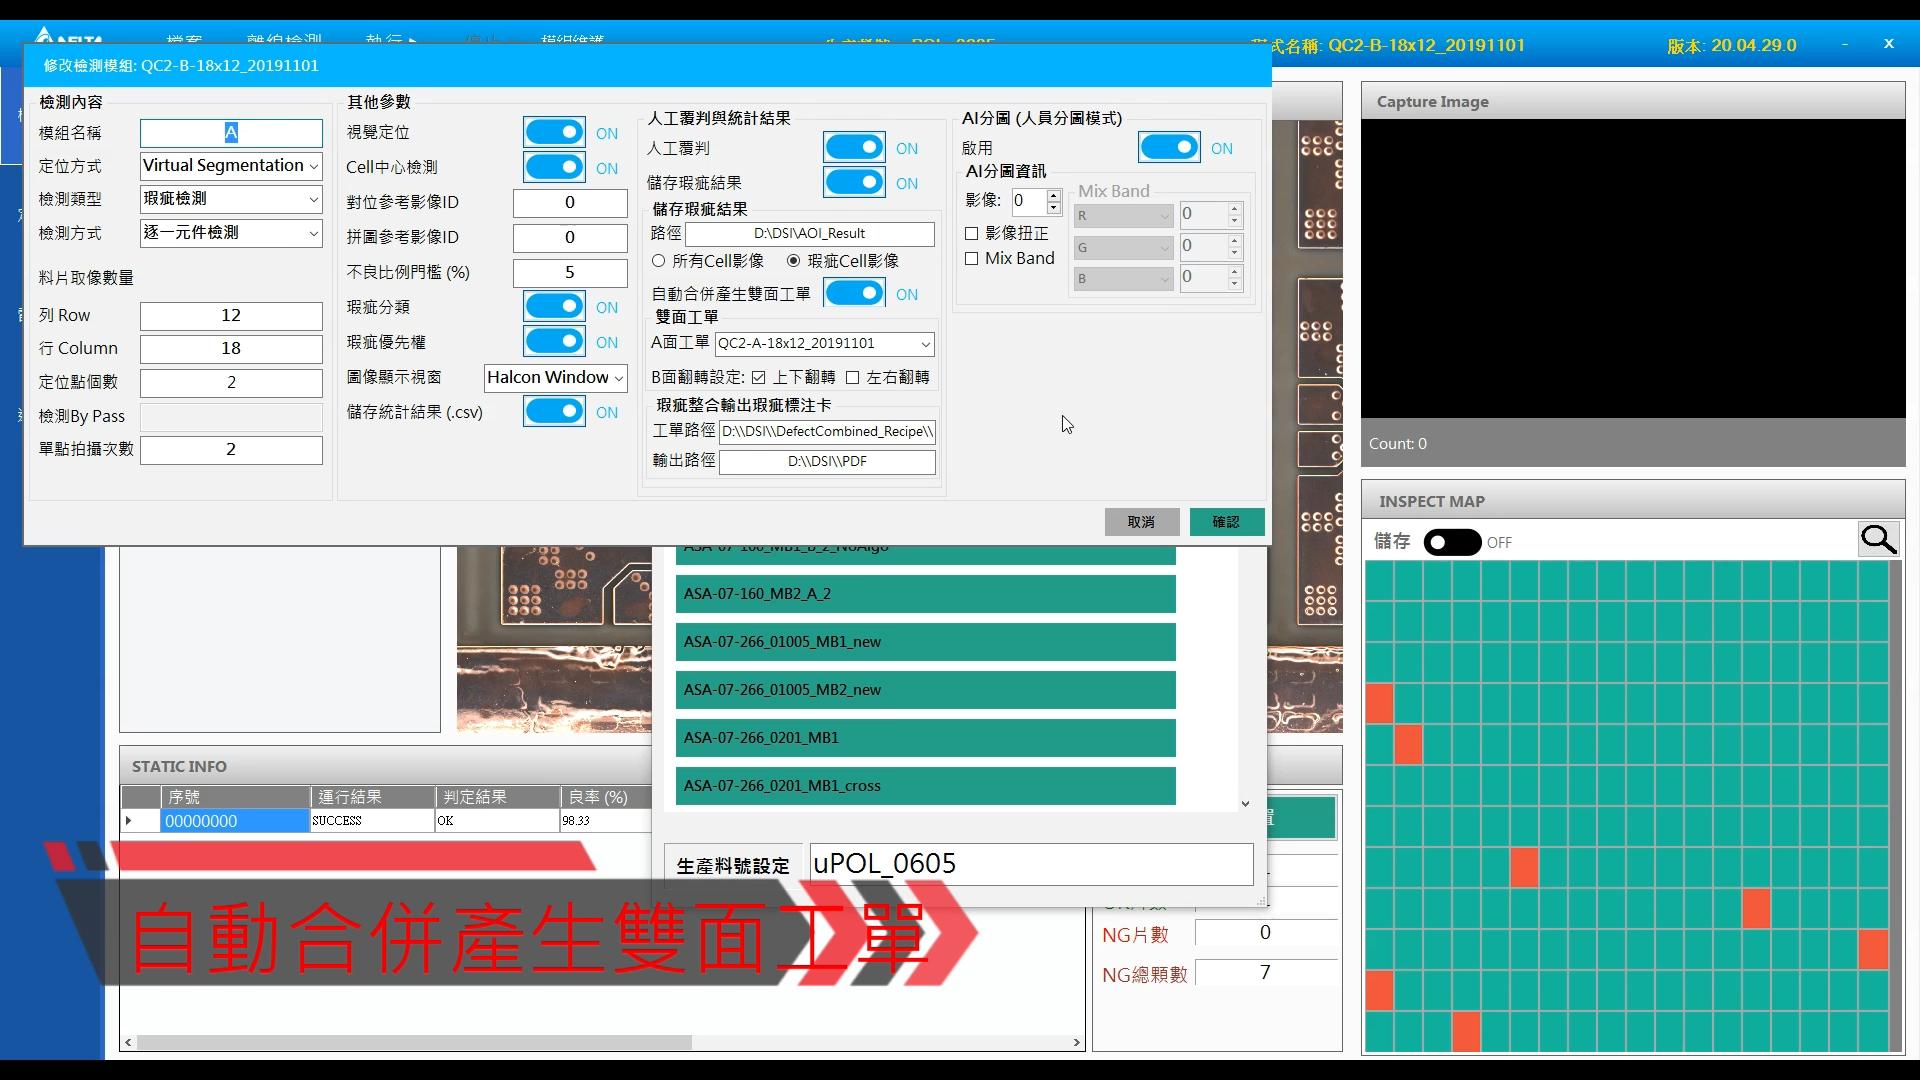 DELTA 檔案 離線檢測 執行 停止 模組維護
程式名稱: QC2-B-18x12_20191101
版本: 20.04.29.0 - X
修改檢測模組: QC2-B-18x12_20191101
檢測內容
模組名稱 A
定位方式 Virtual Segmentation
檢測類型 瑕疵檢測
檢測方式 逐一元件檢測
料片取像數量
列 Row 12
行 Column 18
定位點個數 2
檢測By Pass
單點拍攝次數 2
其他參數
視覺定位 ON
Cell中心檢測 ON
對位參考影像ID 0
拼圖參考影像ID 0
不良比例門檻 (%) 5
瑕疵分類 ON
瑕疵優先權 ON
圖像顯示視窗 Halcon Window
儲存統計結果 (.csv) ON
人工覆判與統計結果
人工覆判 ON
儲存瑕疵結果 ON
儲存瑕疵結果
路徑 D:\DSI\AOI_Result
所有Cell影像 瑕疵Cell影像
自動合併產生雙面工單 ON
雙面工單
A面工單 QC2-A-18x12_20191101
B面翻轉設定: 上下翻轉 左右翻轉
瑕疵整合輸出瑕疵標注卡
工單路徑 D:\\DSI\\DefectCombined_Recipe\\
輸出路徑 D:\\DSI\\PDF
AI分圖 (人員分圖模式)
啟用 ON
AI分圖資訊
影像: 0
影像扭正
Mix Band
Mix Band
R 0
G 0
B 0
取消 確認
ASA-07-160_MB2_A_2
ASA-07-266_01005_MB1_new
ASA-07-266_01005_MB2_new
ASA-07-266_0201_MB1
ASA-07-266_0201_MB1_cross
生產料號設定 uPOL_0605
Capture Image
Count: 0
INSPECT MAP
儲存 OFF
STATIC INFO
序號 運行結果 判定結果 良率 (%)
00000000 SUCCESS OK 98.33
NG片數 0
NG總顆數 7
自動合併產生雙面工單